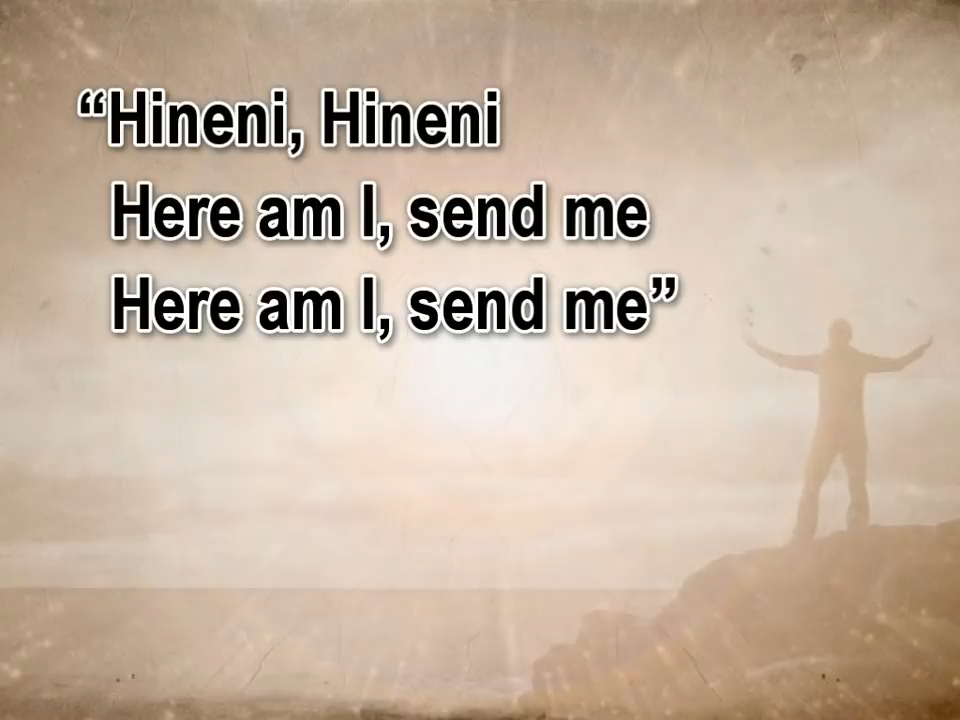 “Hineni, Hineni
Here am I, send me
Here am I, send me”